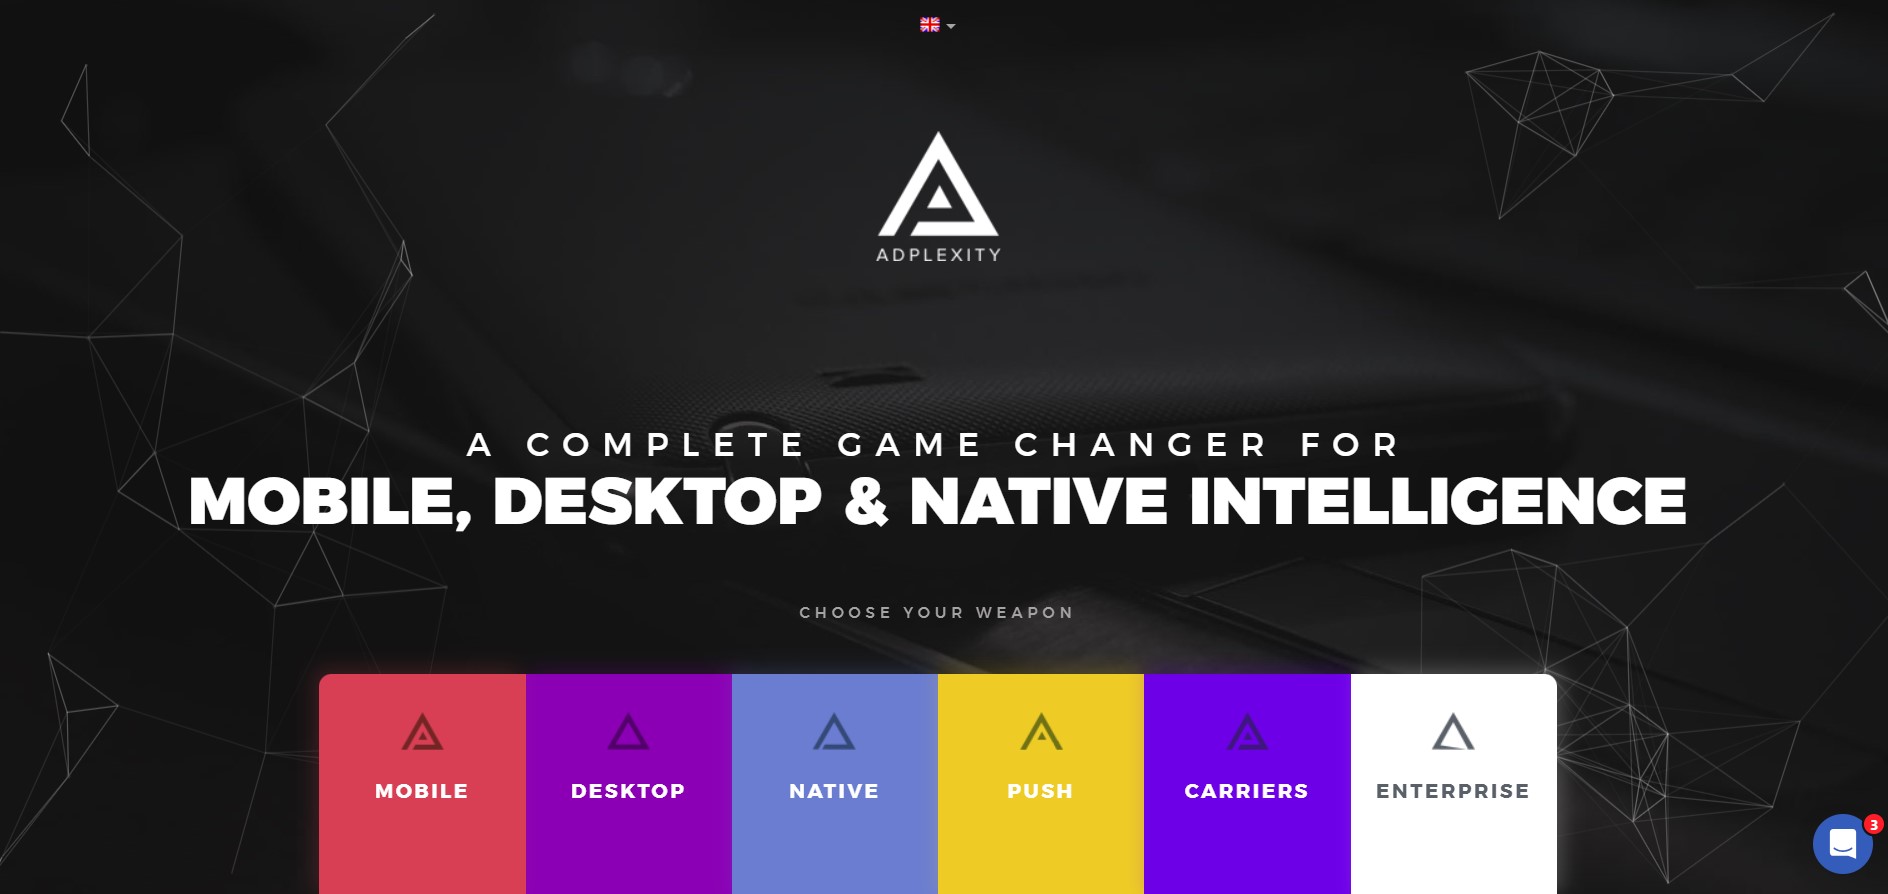 ADPLEXITY
A COMPLETE GAME CHANGER FOR
MOBILE, DESKTOP & NATIVE INTELLIGENCE
CHOOSE YOUR WEAPON
MOBILE
DESKTOP
NATIVE
PUSH
CARRIERS
ENTERPRISE
3